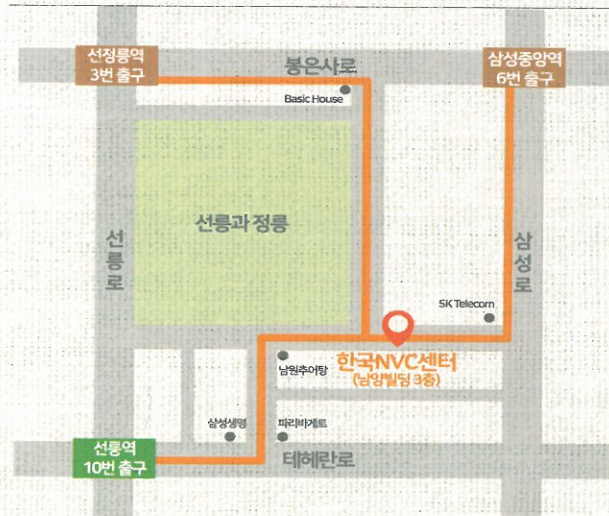 선정릉역
3번 출구
봉은사로
삼성중앙역
6번 출구
Basic House
선릉과 정릉
선릉로
삼성로
SK Telecom
한국NVC센터
(남양빌딩 3층)
남원추어탕
삼성생명
파리바게트
선릉역
10번 출구
테헤란로